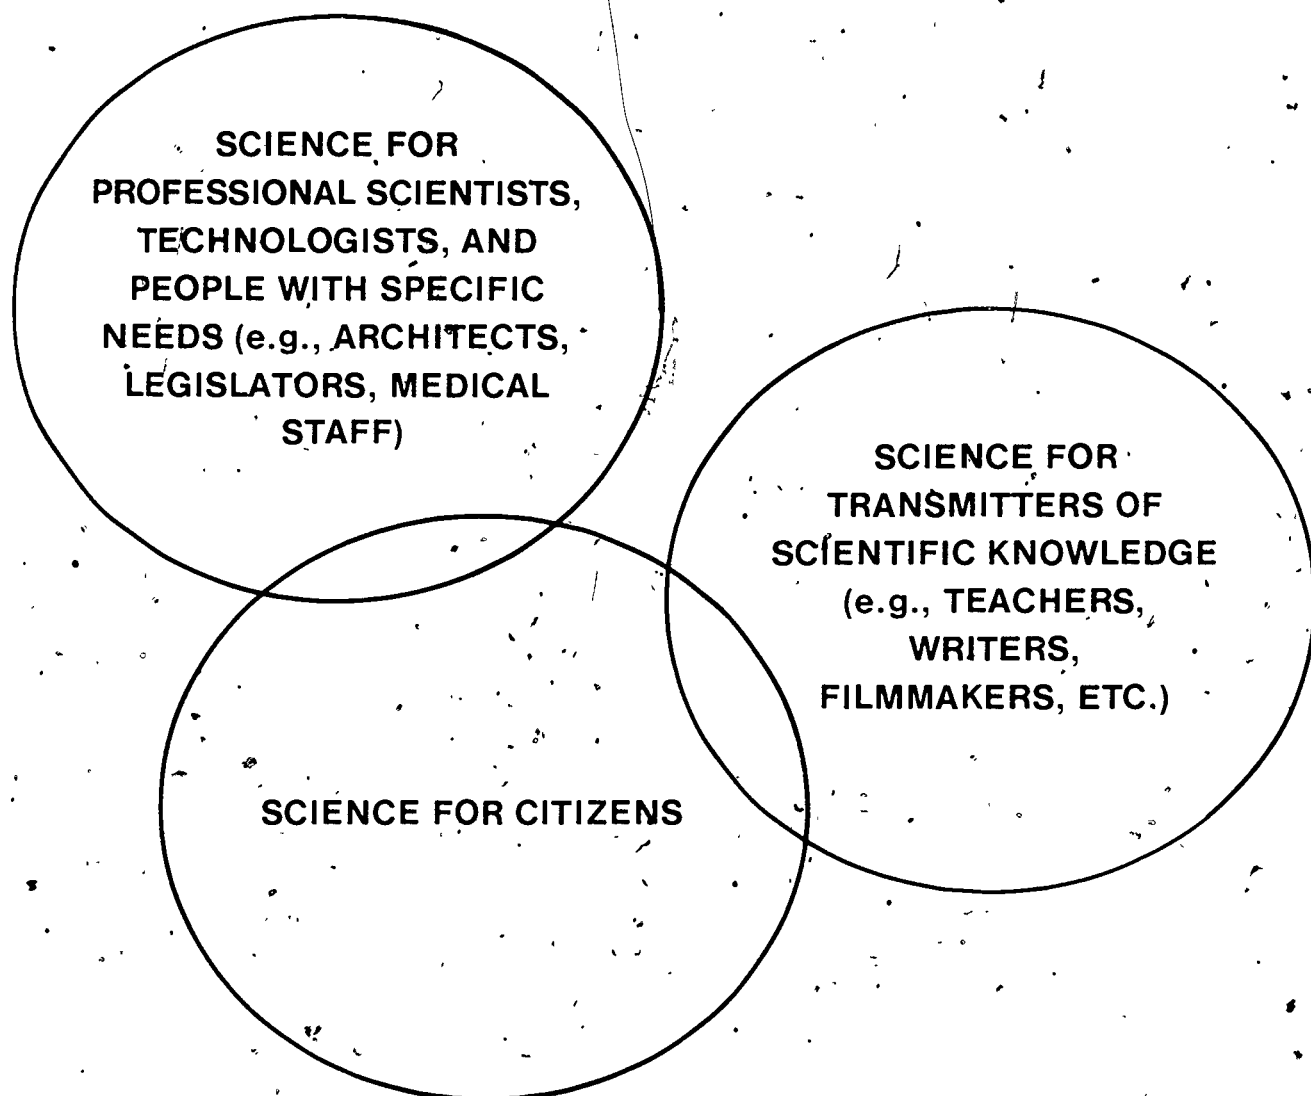 SCIENCE FOR
PROFESSIONAL SCIENTISTS,
TECHNOLOGISTS, AND
PEOPLE WITH SPECIFIC
NEEDS (e.g., ARCHITECTS,
LEGISLATORS, MEDICAL
STAFF)
SCIENCE FOR
TRANSMITTERS OF
SCIENTIFIC KNOWLEDGE
(e.g., TEACHERS,
WRITERS,
FILMMAKERS, ETC.)
SCIENCE FOR CITIZENS